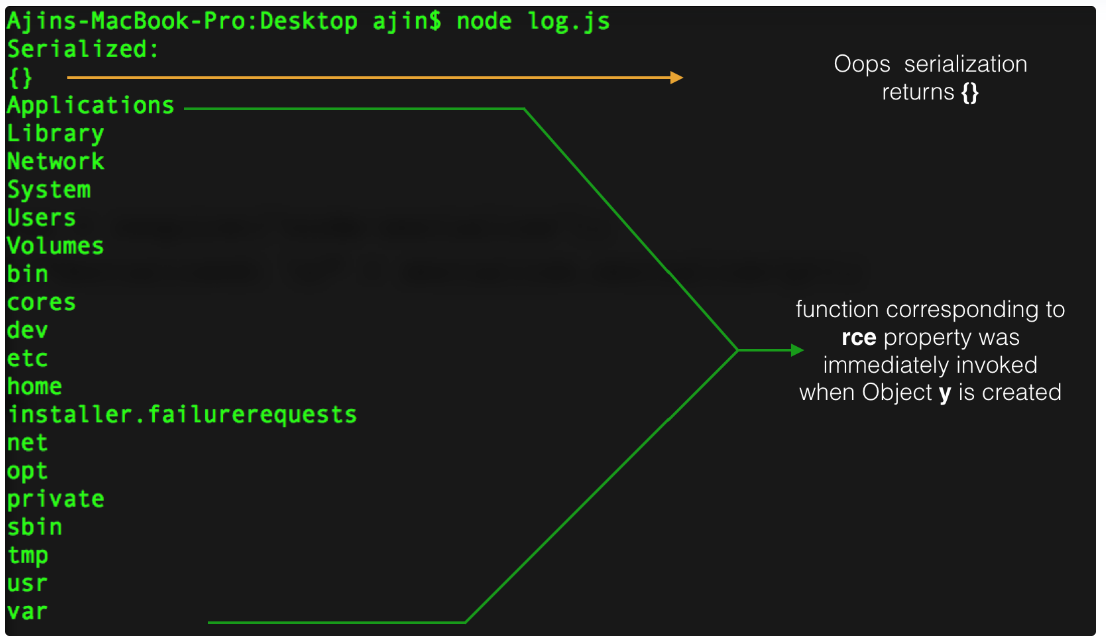 Ajins-MacBook-Pro:Desktop ajin$ node log.js
Serialized:
{}
Oops serialization
returns {}
Applications
Library
Network
System
Users
Volumes
bin
cores
dev
etc
home
installer.failurerequests
net
opt
private
sbin
tmp
usr
var
function corresponding to
rce property was
immediately invoked
when Object y is created